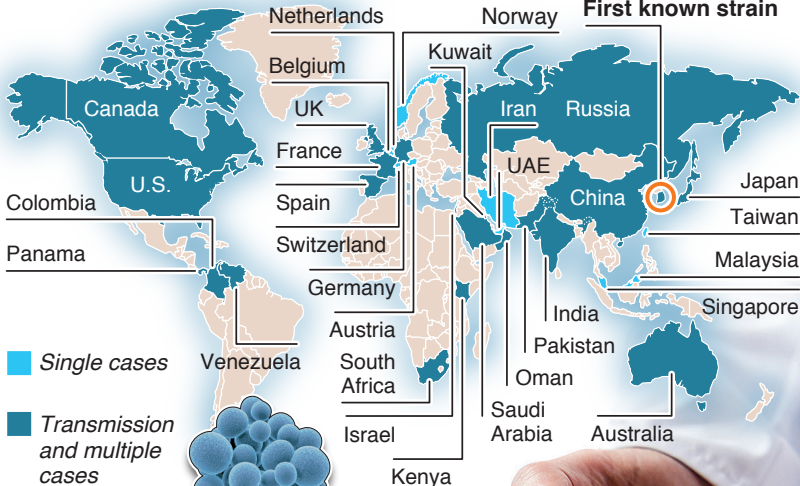 First known strain
Netherlands
Norway
Kuwait
Belgium
Canada
UK
Iran
Russia
France
UAE
U.S.
China
Japan
Colombia
Spain
Taiwan
Switzerland
Panama
Malaysia
Germany
Singapore
India
Austria
Pakistan
Single cases
Venezuela
South
Africa
Oman
Saudi
Arabia
Transmission
and multiple
cases
Israel
Australia
Kenya